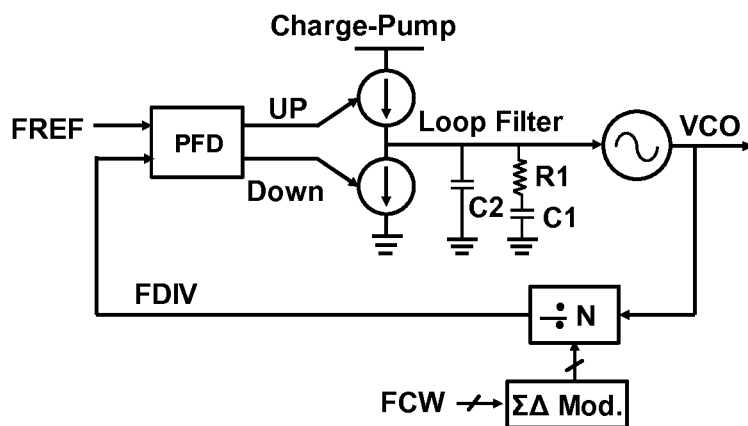 Charge-Pump
UP
Loop Filter
VCO
FREF
PFD
R1
Down
C2
C1
FDIV
÷ N
FCW
ΣΔ Mod.